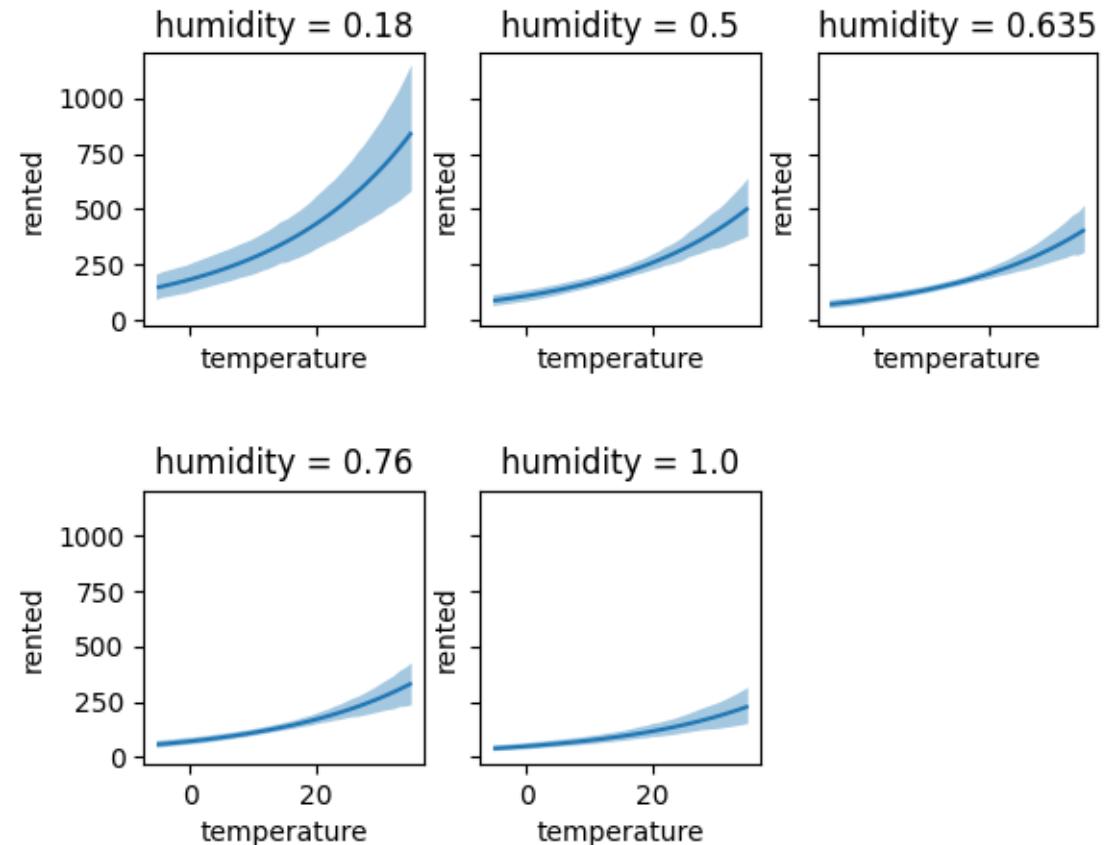 humidity = 0.18
humidity = 0.5
humidity = 0.635
1000
750
500
250
0
rented
rented
rented
temperature
temperature
temperature
humidity = 0.76
humidity = 1.0
1000
750
500
250
0
rented
rented
0
20
0
20
temperature
temperature